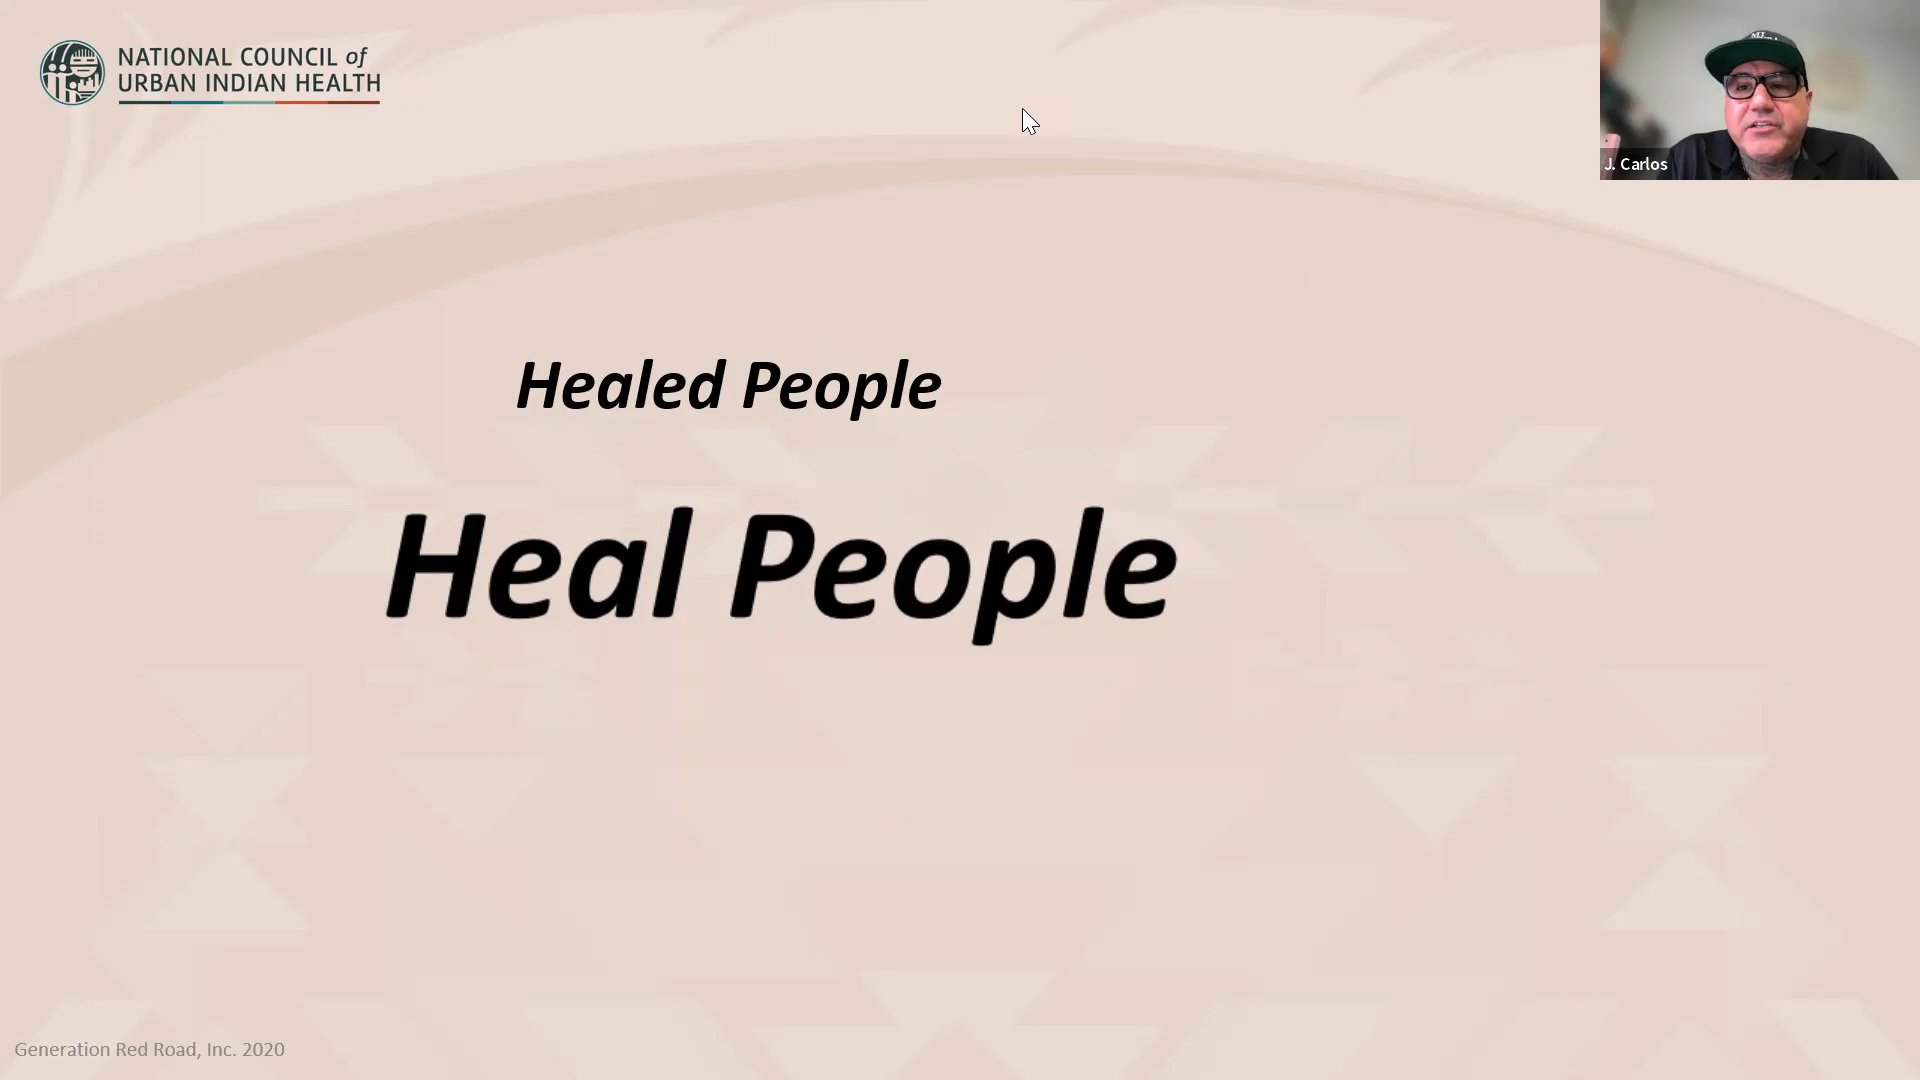 NATIONAL COUNCIL of
URBAN INDIAN HEALTH
J. Carlos
Healed People
Heal People
Generation Red Road, Inc. 2020